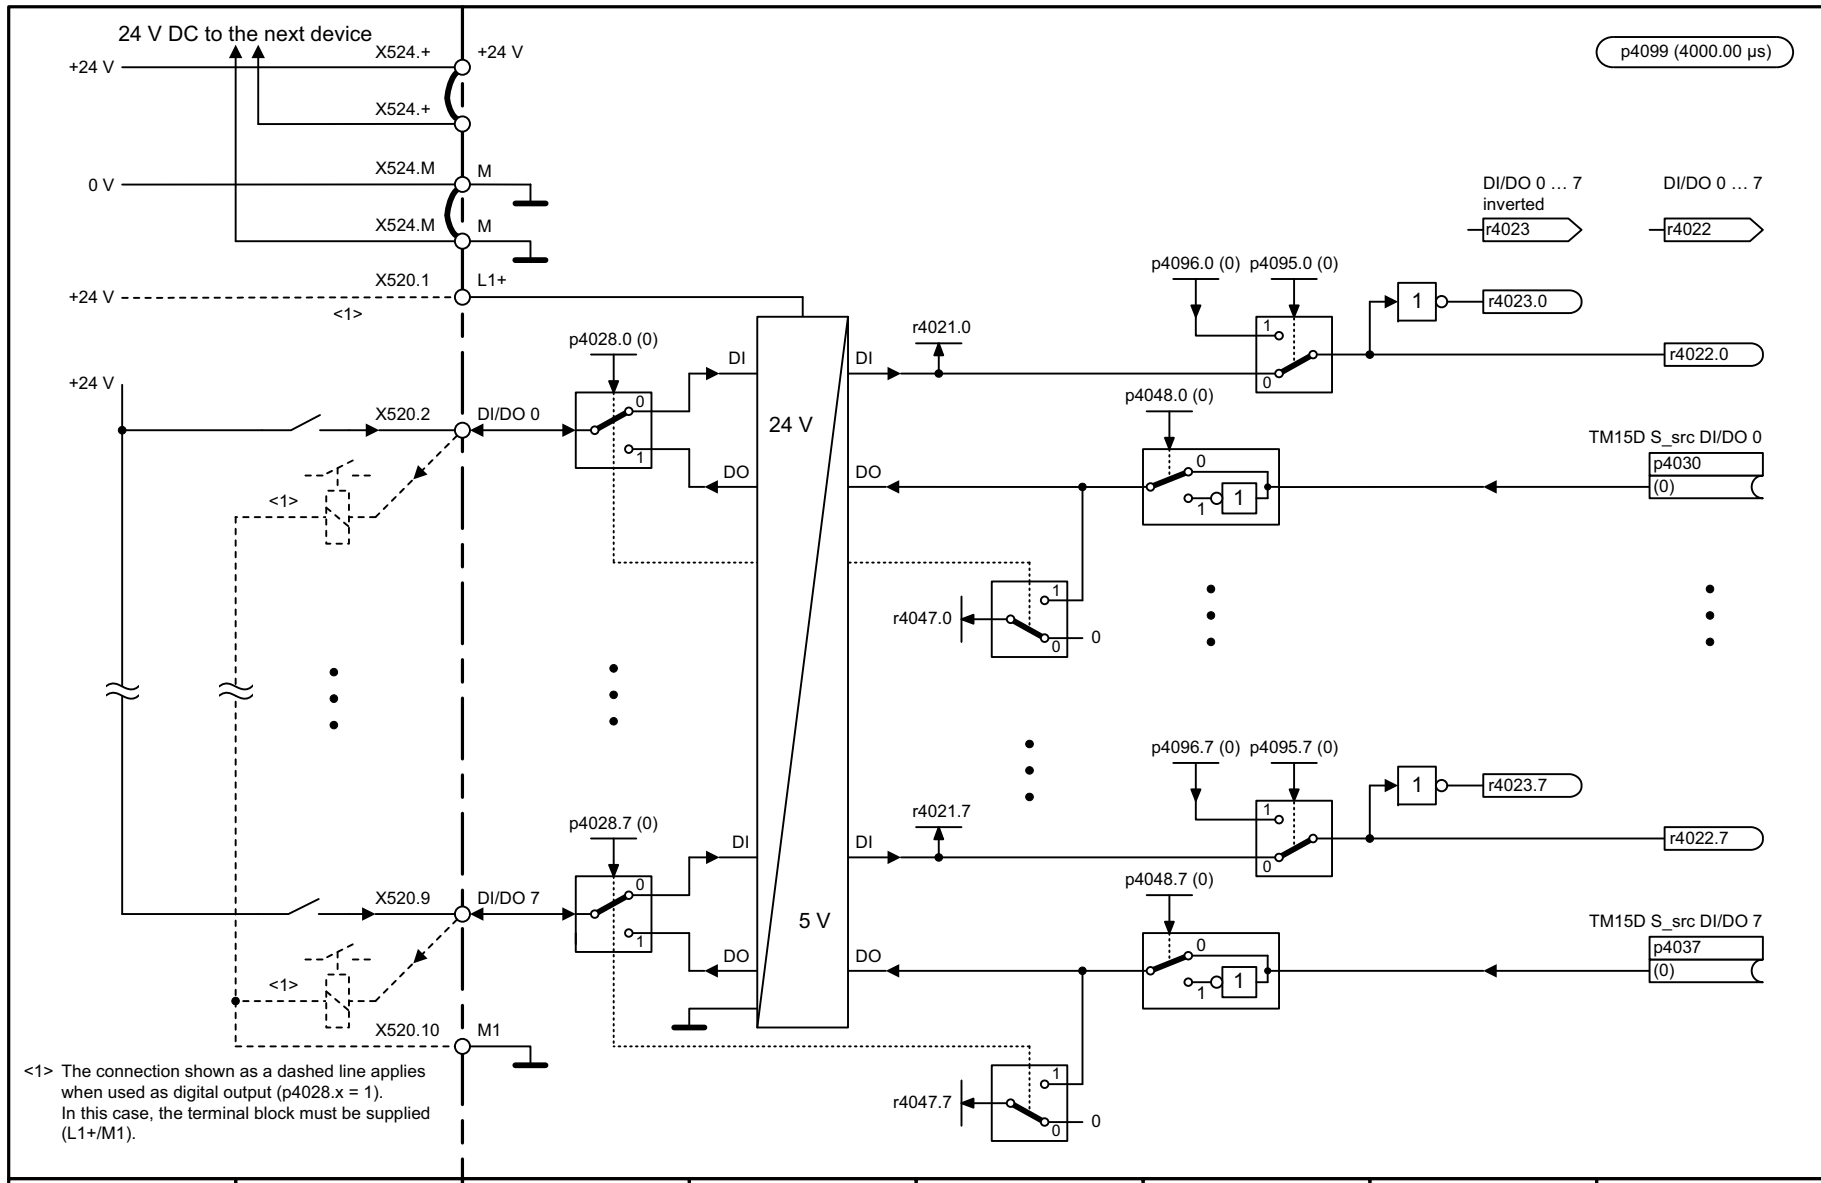 24 V DC to the next device
X524.+
+24 V
+24 V
p4099 (4000.00 µs)
X524.+
X524.M
M
0 V
DI/DO 0 … 7
inverted
r4023
DI/DO 0 … 7
r4022
X524.M
M
X520.1
L1+
+24 V
<1>
p4096.0 (0)
p4095.0 (0)
1
r4023.0
p4028.0 (0)
r4021.0
1
DI
DI
0
r4022.0
+24 V
p4048.0 (0)
0
X520.2
DI/DO 0
24 V
TM15D S_src DI/DO 0
1
0
p4030
DO
DO
1
1
(0)
<1>
1
r4047.0
0
0
p4096.7 (0)
p4095.7 (0)
1
r4023.7
p4028.7 (0)
r4021.7
1
DI
DI
0
r4022.7
p4048.7 (0)
0
X520.9
DI/DO 7
5 V
TM15D S_src DI/DO 7
1
0
p4037
DO
DO
1
1
(0)
<1>
X520.10
M1
1
r4047.7
0
0
<1> The connection shown as a dashed line applies
when used as digital output (p4028.x = 1).
In this case, the terminal block must be supplied
(L1+/M1).